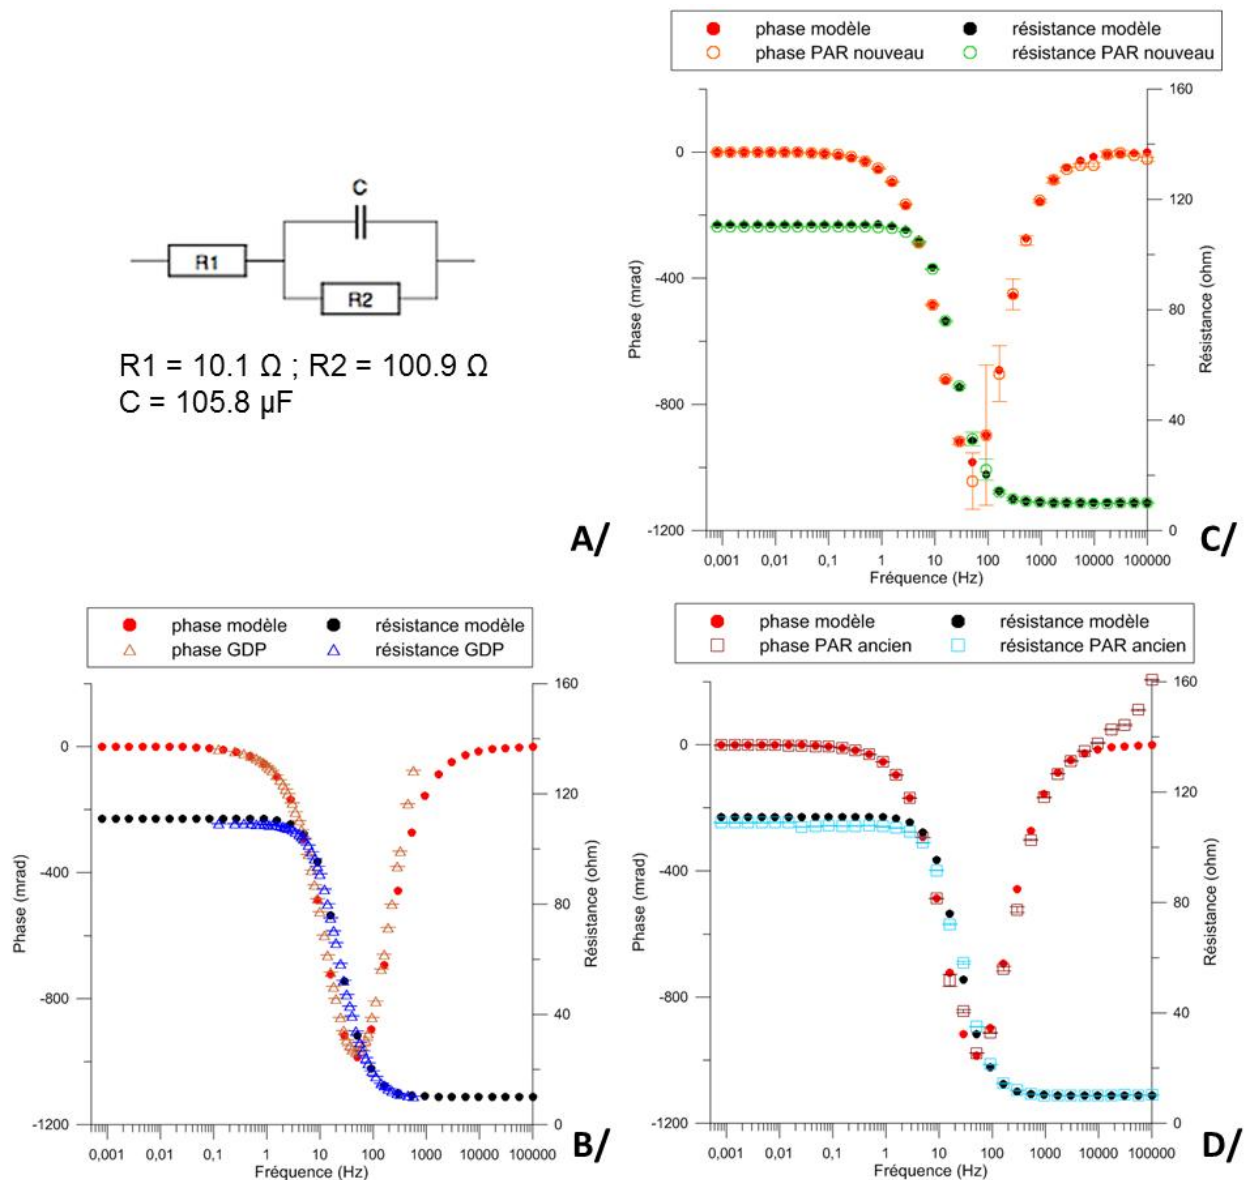 C
R1
R2
R1 = 10.1 Ω ; R2 = 100.9 Ω
C = 105.8 µF
A/
phase modèle
résistance modèle
phase PAR nouveau
résistance PAR nouveau
160
0
120
-400
80
-800
40
-1200
0
Phase (mrad)
Résistance (ohm)
0,001 0,01 0,1 1 10 100 1000 10000 100000
Fréquence (Hz)
C/
phase modèle
résistance modèle
phase GDP
résistance GDP
160
0
120
-400
80
-800
40
-1200
0
Phase (mrad)
Résistance (ohm)
0,001 0,01 0,1 1 10 100 1000 10000 100000
Fréquence (Hz)
B/
phase modèle
résistance modèle
phase PAR ancien
résistance PAR ancien
160
0
120
-400
80
-800
40
-1200
0
Phase (mrad)
Résistance (ohm)
0,001 0,01 0,1 1 10 100 1000 10000 100000
Fréquence (Hz)
D/